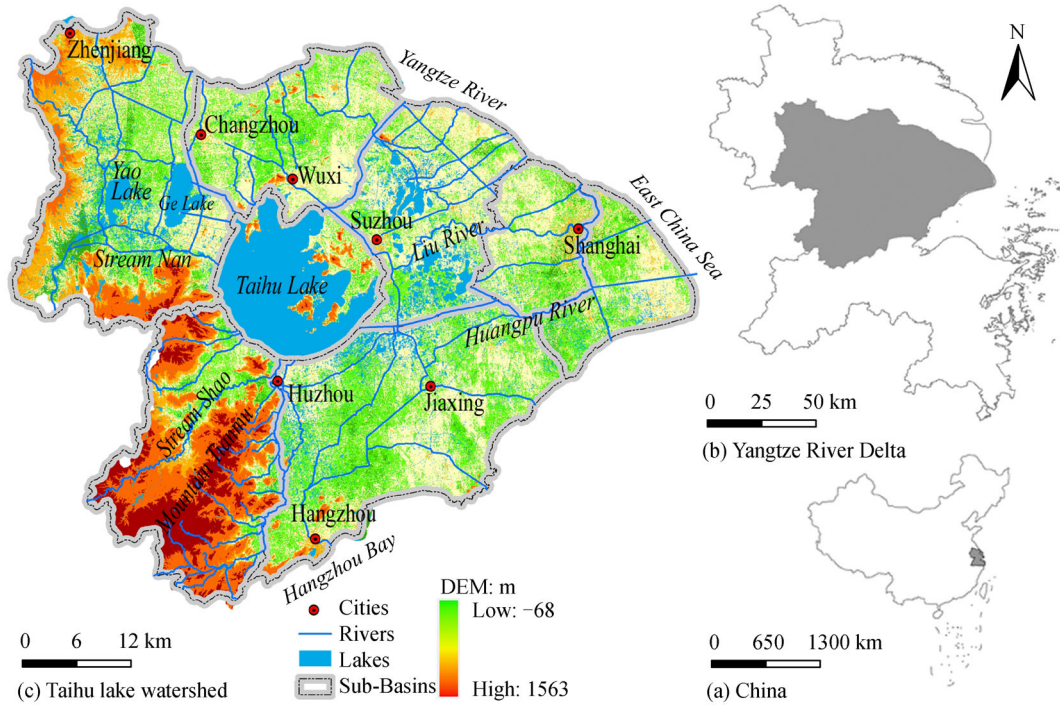 Zhenjiang
Yangtze River
Changzhou
Wuxi
Yao
Lake
Ge Lake
East China Sea
Suzhou
Liu River
Shanghai
Stream Nan
Taihu Lake
Huangpu River
Huzhou
Jiaxing
Stream Shao
Mountain Tianmu
Hangzhou
Hangzhou Bay
DEM: m
Low: −68
High: 1563
Cities
Rivers
Lakes
Sub-Basins
0 6 12 km
(c) Taihu lake watershed
N
0 25 50 km
(b) Yangtze River Delta
0 650 1300 km
(a) China